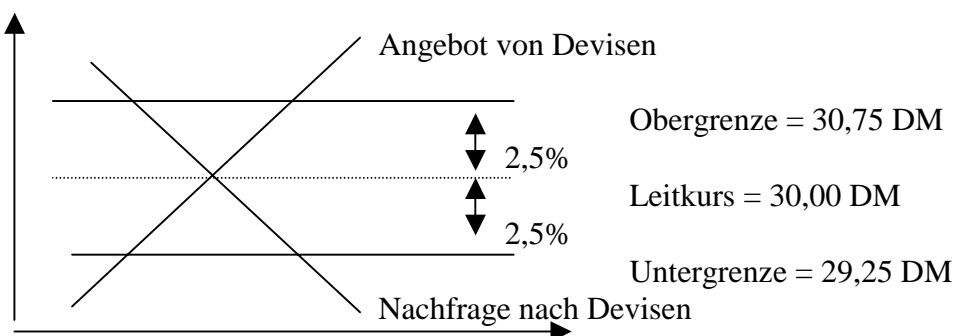 Angebot von Devisen
Obergrenze = 30,75 DM
2,5%
Leitkurs = 30,00 DM
2,5%
Untergrenze = 29,25 DM
Nachfrage nach Devisen